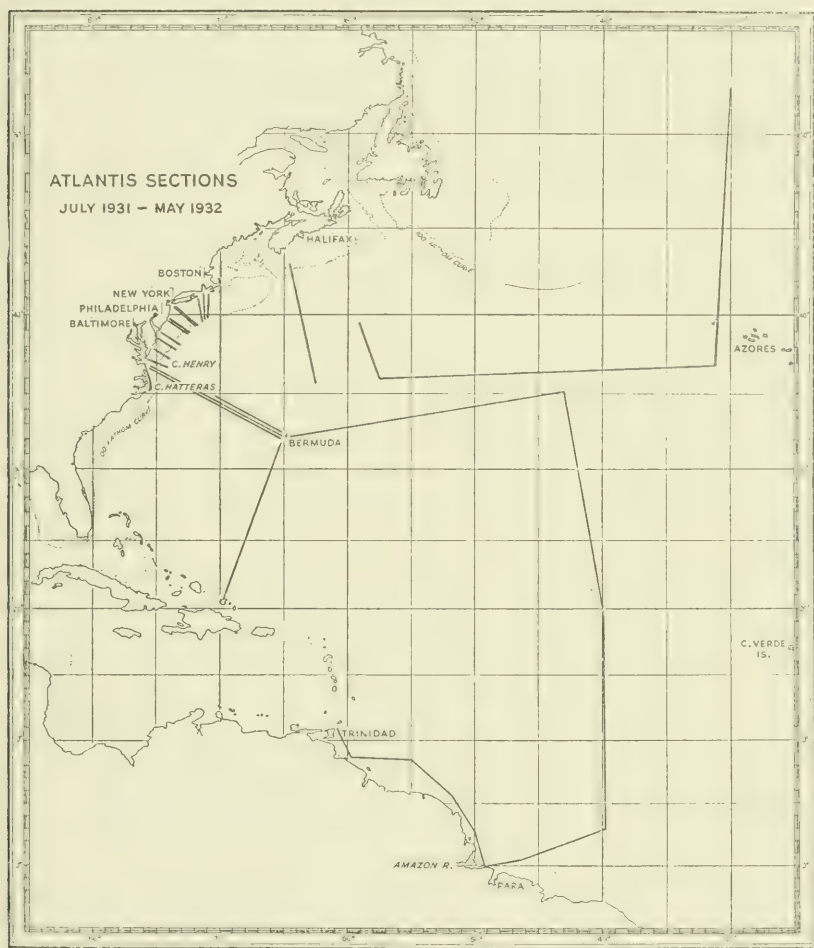 ATLANTIS SECTIONS
JULY 1931 – MAY 1932
HALIFAX
BOSTON
NEW YORK
PHILADELPHIA
BALTIMORE
C. HENRY
C. HATTERAS
BERMUDA
AZORES
C. VERDE
IS.
TRINIDAD
AMAZON R.
PARA